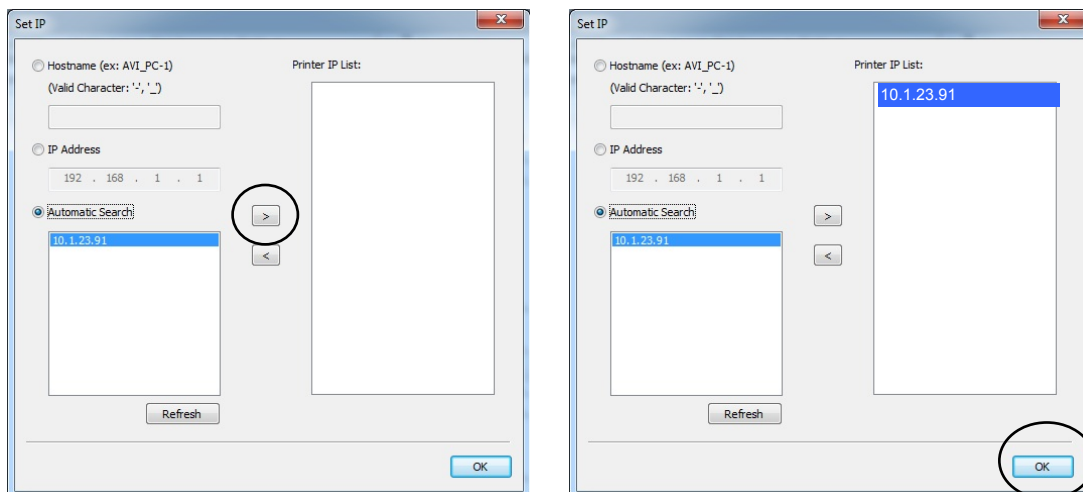 Set IP
Hostname (ex: AVI_PC-1)
(Valid Character: '-', '_')
IP Address
192 . 168 . 1 . 1
Automatic Search
10.1.23.91
Refresh
>
<
Printer IP List:
OK
Set IP
Hostname (ex: AVI_PC-1)
(Valid Character: '-', '_')
IP Address
192 . 168 . 1 . 1
Automatic Search
10.1.23.91
Refresh
>
<
Printer IP List:
10.1.23.91
OK